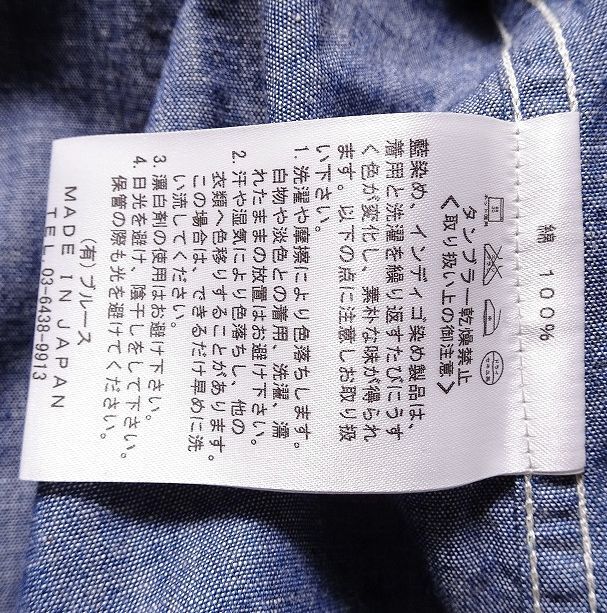 綿 100%
タンブラー乾燥禁止
<取り扱い上の御注意>
藍染め、インディゴ染め製品は、
着用と洗濯を繰り返すたびにうす
く色が変化し、素朴な味が得られ
ます。以下の点に注意しお取り扱
い下さい。
1. 洗濯や摩擦により色落ちします。
白物や淡色との着用、洗濯、濡
れたままの放置はお避け下さい。
2. 汗や湿気により色落ちし、他の
衣類へ色移りすることがあります。
この場合は、できるだけ早めに洗
い流してください。
3. 漂白剤の使用はお避け下さい。
4. 日光を避け、陰干しをして下さい。
保管の際も光を避けてください。
(有)ブルース
MADE IN JAPAN
TEL 03-6438-9913